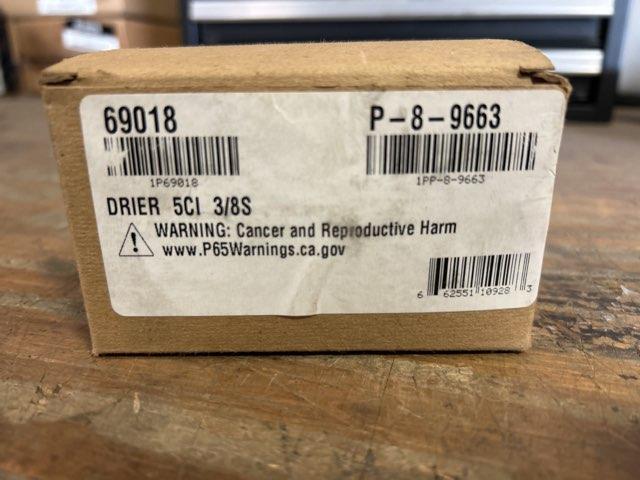 69018
P-8-9663
1P69018
1PP-8-9663
DRIER 5CI 3/8S
WARNING: Cancer and Reproductive Harm
www.P65Warnings.ca.gov
6 62551 10928 3